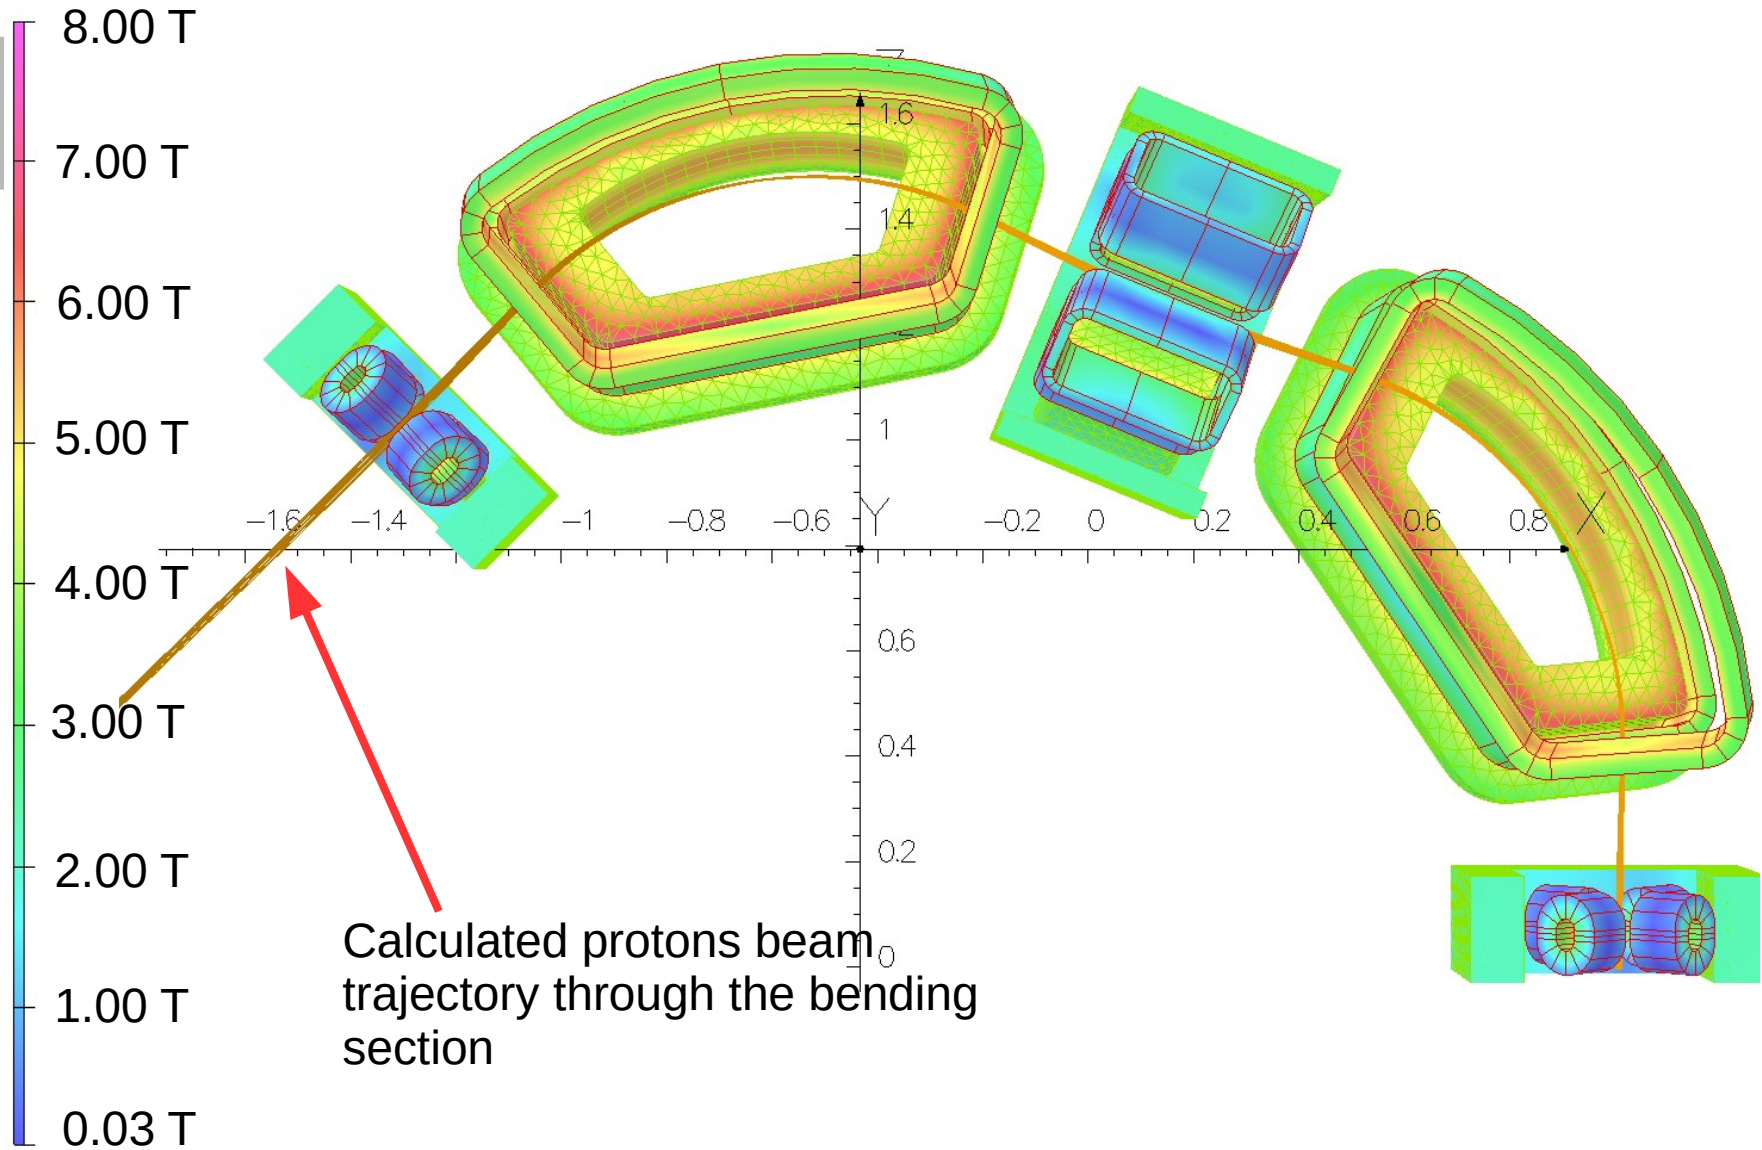 8.00 T
7.00 T
6.00 T
5.00 T
4.00 T
3.00 T
2.00 T
1.00 T
0.03 T
1.6
1.4
1
0.6
0.4
0.2
0
−1.6
−1.4
−1
−0.8
−0.6
Y
−0.2
0
0.2
0.4
0.6
0.8
X
Calculated protons beam
trajectory through the bending
section